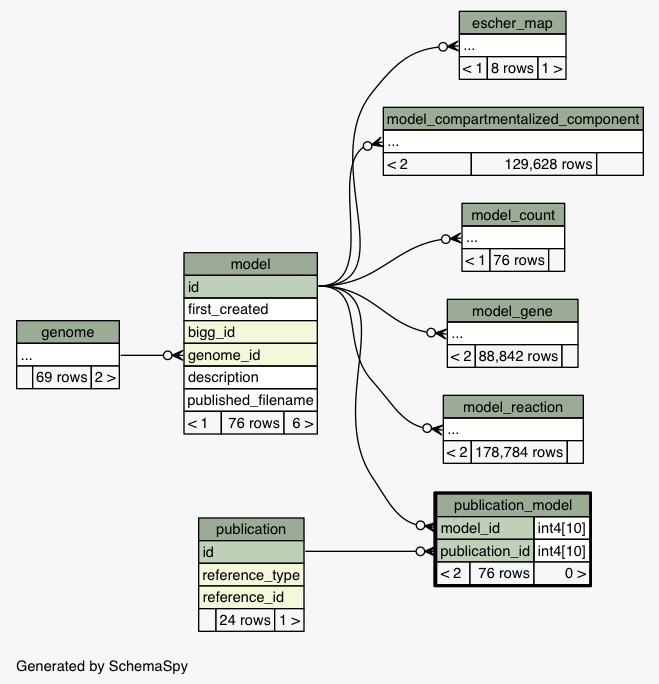 escher_map
...
< 1 8 rows 1 >
model_compartmentalized_component
...
< 2 129,628 rows
model_count
...
< 1 76 rows
model
id
first_created
bigg_id
genome_id
description
published_filename
< 1 76 rows 6 >
genome
...
69 rows 2 >
model_gene
...
< 2 88,842 rows
model_reaction
...
< 2 178,784 rows
publication_model
model_id int4[10]
publication_id int4[10]
< 2 76 rows 0 >
publication
id
reference_type
reference_id
24 rows 1 >
Generated by SchemaSpy